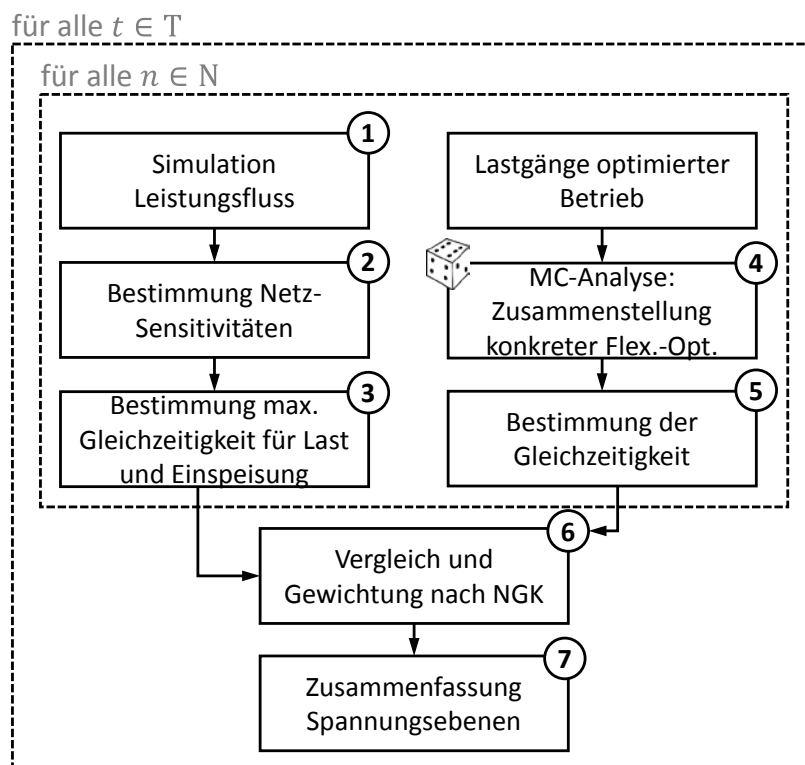 für alle t ∈ T
für alle n ∈ N
1
Simulation
Leistungsfluss
2
Bestimmung Netz-
Sensitivitäten
3
Bestimmung max.
Gleichzeitigkeit für Last
und Einspeisung
Lastgänge optimierter
Betrieb
4
MC-Analyse:
Zusammenstellung
konkreter Flex.-Opt.
5
Bestimmung der
Gleichzeitigkeit
6
Vergleich und
Gewichtung nach NGK
7
Zusammenfassung
Spannungsebenen